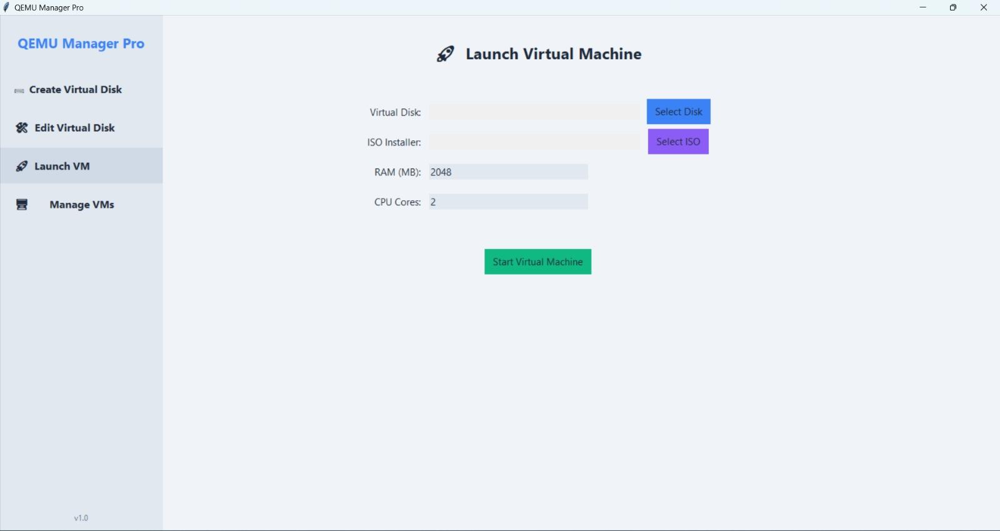 QEMU Manager Pro
QEMU Manager Pro
Create Virtual Disk
Edit Virtual Disk
Launch VM
Manage VMs
v1.0
Launch Virtual Machine
Virtual Disk: Select Disk
ISO Installer: Select ISO
RAM (MB): 2048
CPU Cores: 2
Start Virtual Machine